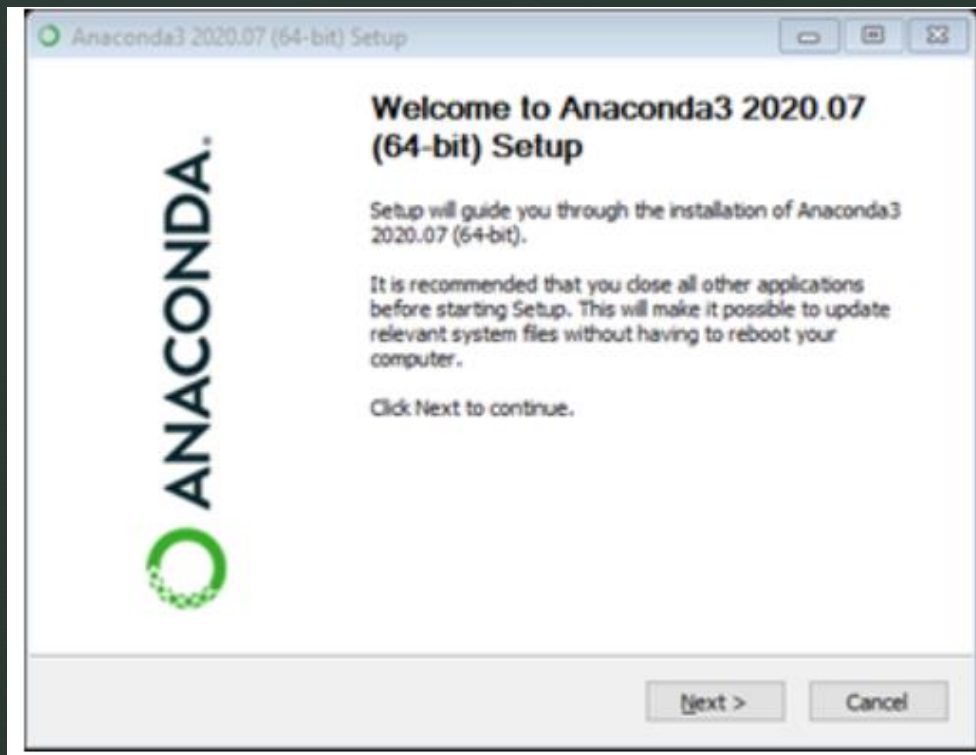 Anaconda3 2020.07 (64-bit) Setup
ANACONDA.
Welcome to Anaconda3 2020.07
(64-bit) Setup
Setup will guide you through the installation of Anaconda3
2020.07 (64-bit).
It is recommended that you close all other applications
before starting Setup. This will make it possible to update
relevant system files without having to reboot your
computer.
Click Next to continue.
Next >
Cancel